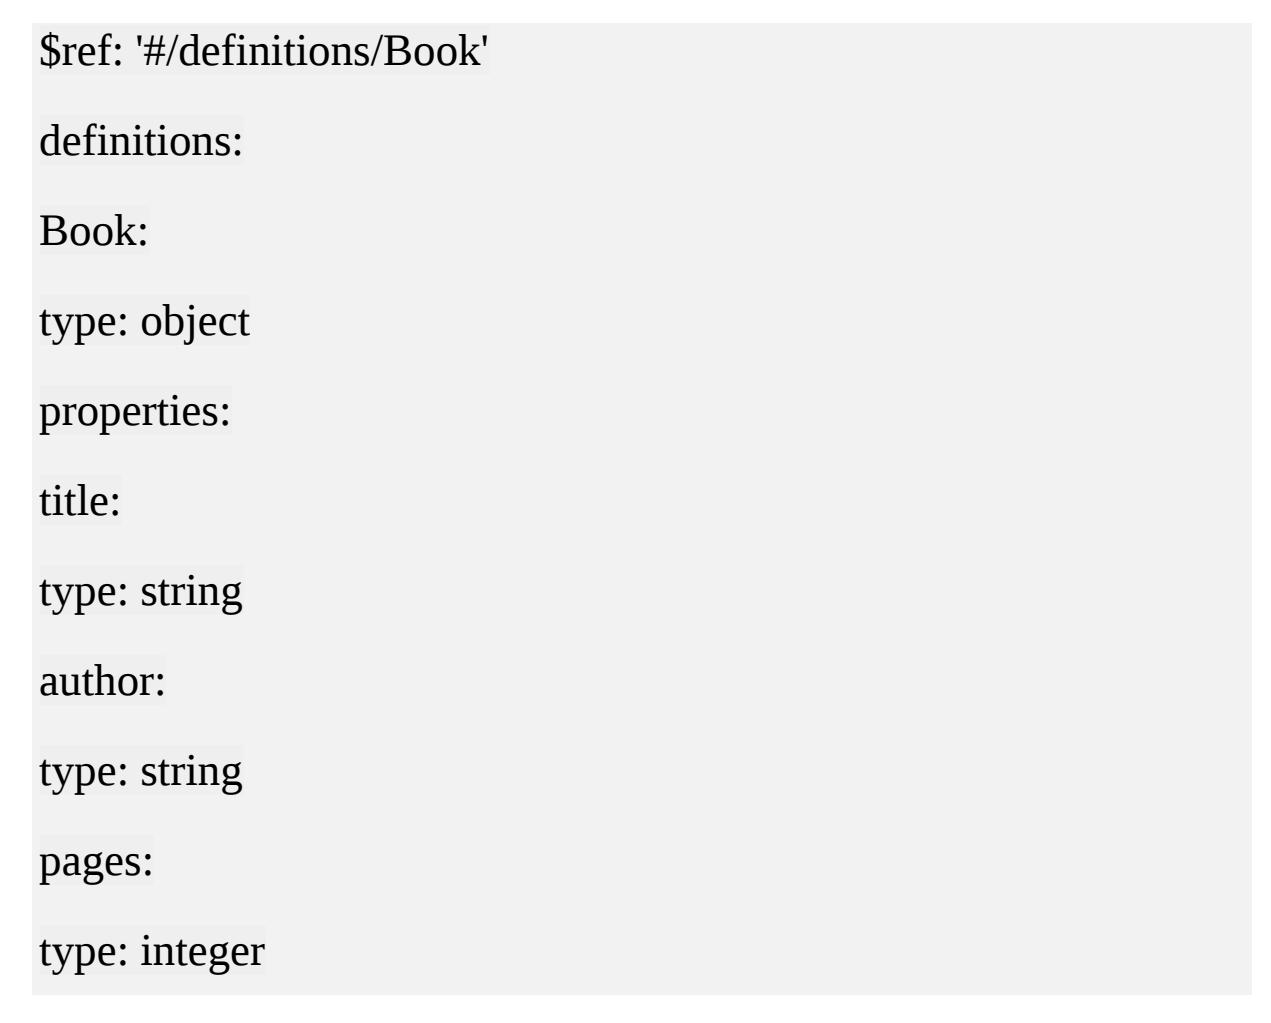 $ref: '#/definitions/Book'
definitions:
Book:
type: object
properties:
title:
type: string
author:
type: string
pages:
type: integer